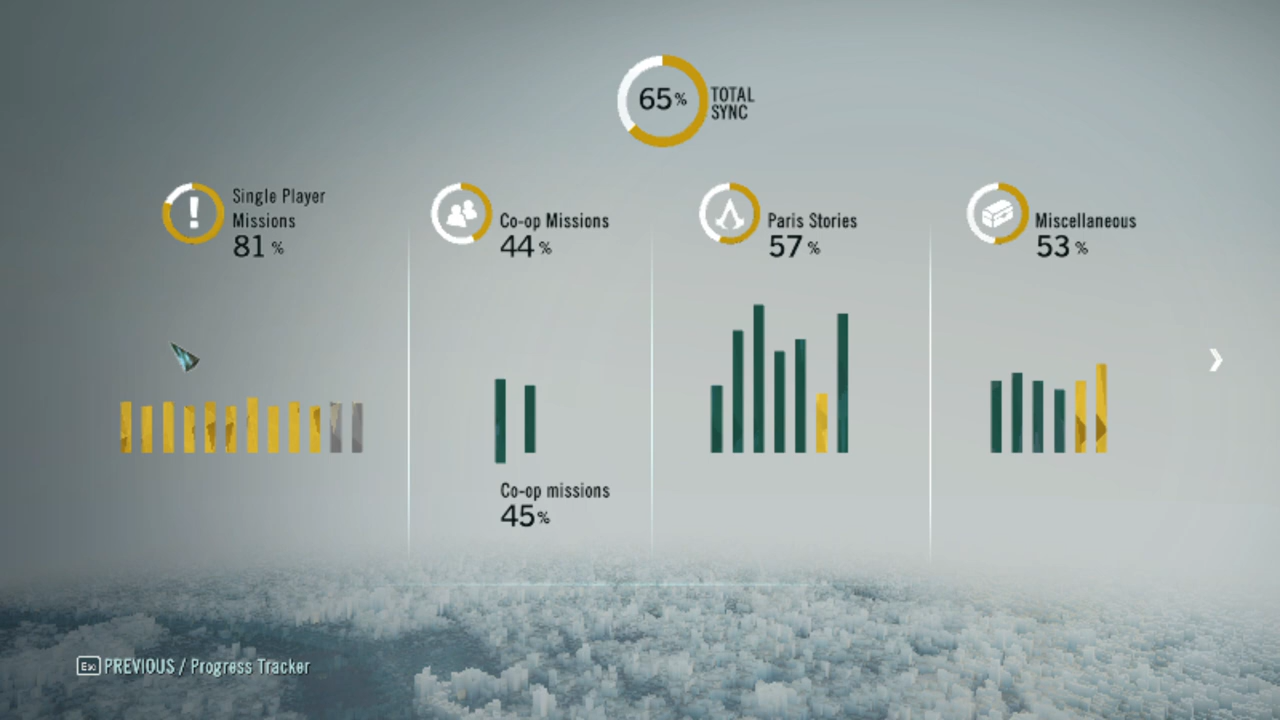 65%
TOTAL
SYNC
Single Player
Missions
81 %
Co-op Missions
44 %
Paris Stories
57 %
Miscellaneous
53 %
Co-op missions
45%
Esc PREVIOUS / Progress Tracker